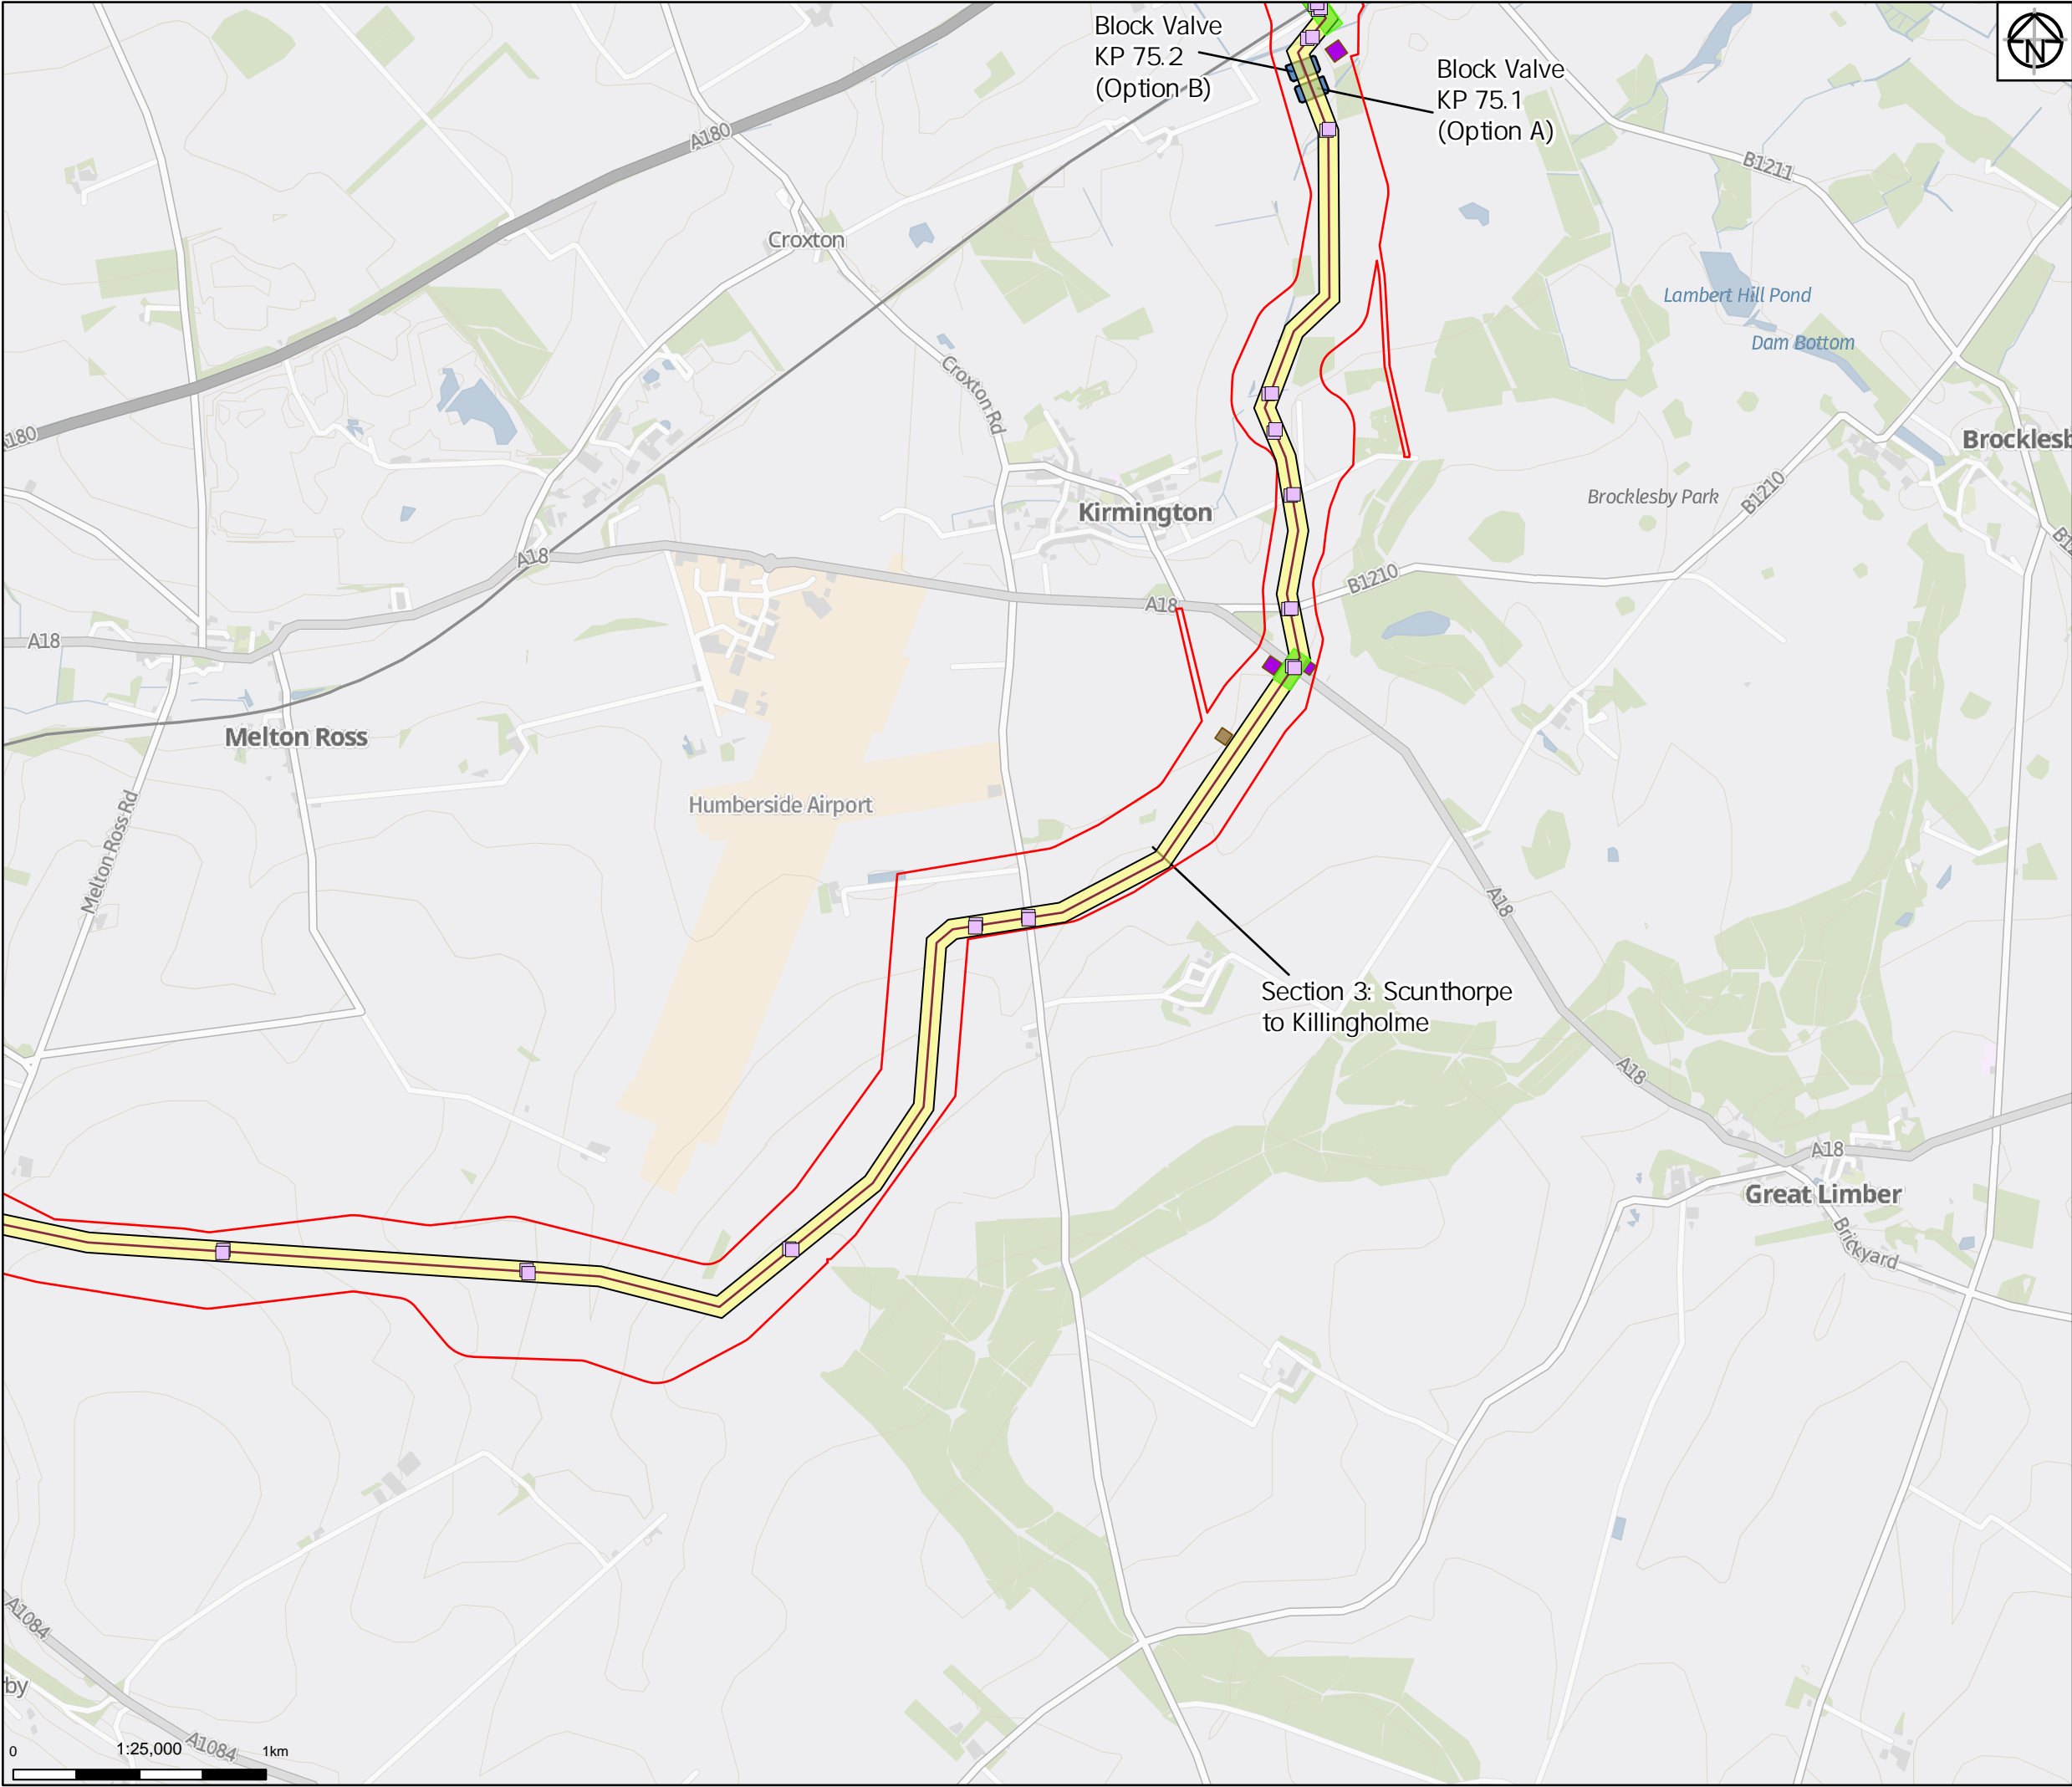 Block Valve
KP 75.2
(Option B)
Block Valve
KP 75.1
(Option A)
N
A180
B1211
Croxton
Lambert Hill Pond
Dam Bottom
Croxton Rd
A180
Brocklesb
Brocklesby Park
B1210
Kirmington
A18
B1210
A18
A18
B1
Melton Ross
Humberside Airport
Melton Ross Rd
A18
Section 3: Scunthorpe
to Killingholme
A18
A18
Great Limber
Brickyard
A1084
by
A1084
0
1:25,000
1km